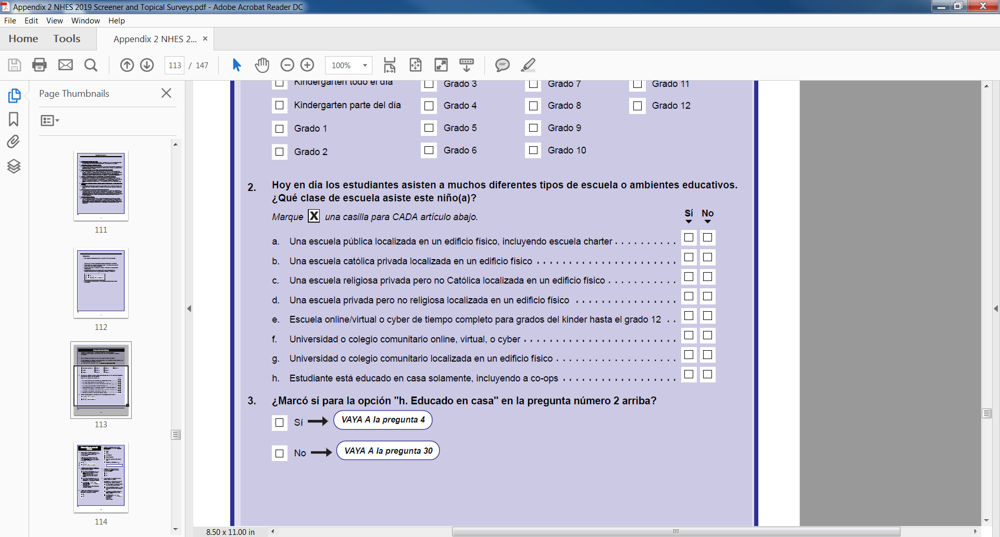 Appendix 2 NHES 2019 Screener and Topical Surveys.pdf - Adobe Acrobat Reader DC
File Edit View Window Help
Home Tools Appendix 2 NHES 2... ×
113 / 147 100%
Page Thumbnails
111
112
113
114
Kindergarten todo el día Grado 3 Grado 7 Grado 11
Kindergarten parte del día Grado 4 Grado 8 Grado 12
Grado 1 Grado 5 Grado 9
Grado 2 Grado 6 Grado 10
2. Hoy en día los estudiantes asisten a muchos diferentes tipos de escuela o ambientes educativos.
¿Qué clase de escuela asiste este niño(a)?
Marque X una casilla para CADA artículo abajo.
Sí No
a. Una escuela pública localizada en un edificio físico, incluyendo escuela charter . . . . . . . . . .
b. Una escuela católica privada localizada en un edificio físico . . . . . . . . . . . . . . . . . . . . . .
c. Una escuela religiosa privada pero no Católica localizada en un edificio físico . . . . . . . . . . .
d. Una escuela privada pero no religiosa localizada en un edificio físico . . . . . . . . . . . . . . . .
e. Escuela online/virtual o cyber de tiempo completo para grados del kinder hasta el grado 12 . .
f. Universidad o colegio comunitario online, virtual, o cyber . . . . . . . . . . . . . . . . . . . . . . . .
g. Universidad o colegio comunitario localizada en un edificio físico . . . . . . . . . . . . . . . . . . .
h. Estudiante está educado en casa solamente, incluyendo a co-ops . . . . . . . . . . . . . . . . . .
3. ¿Marcó sí para la opción "h. Educado en casa" en la pregunta número 2 arriba?
Sí VAYA A la pregunta 4
No VAYA A la pregunta 30
8.50 x 11.00 in